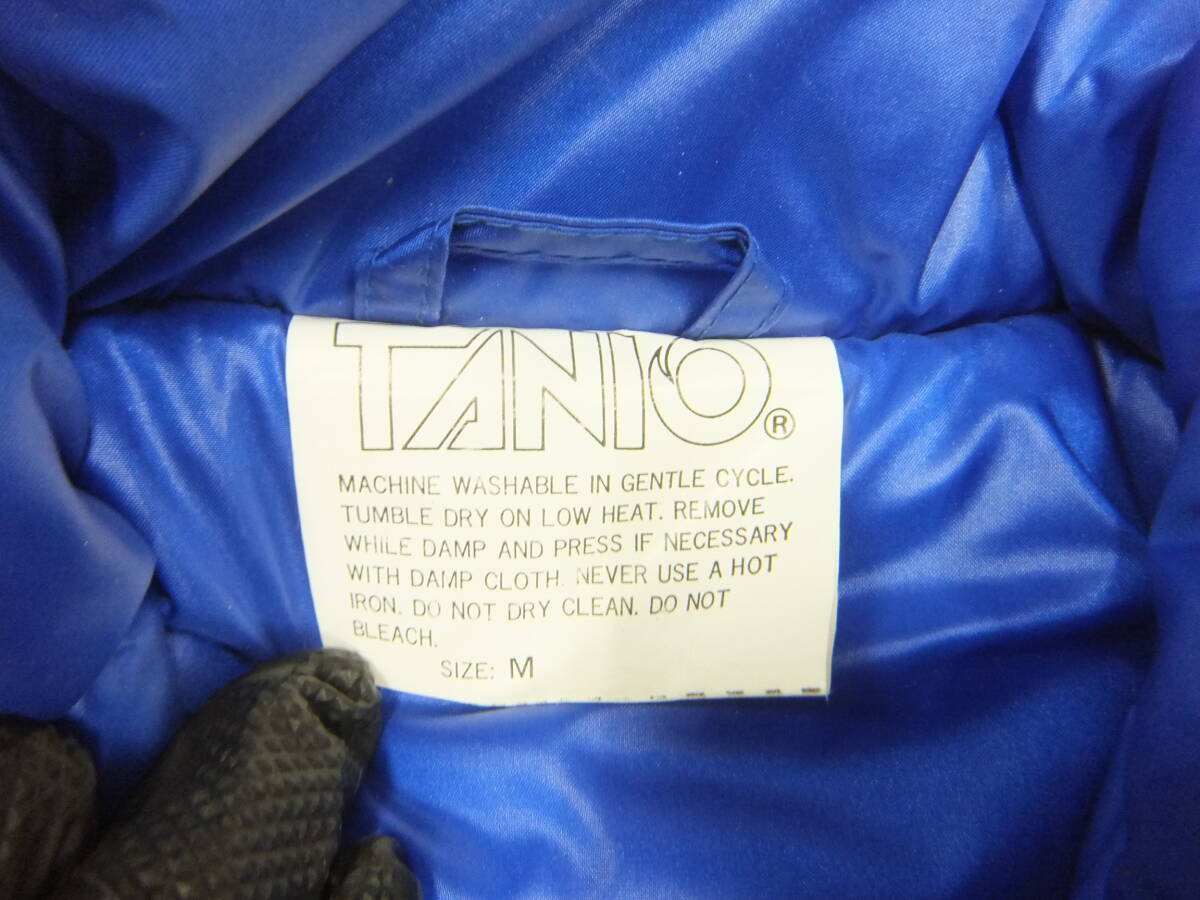 TANIO®
MACHINE WASHABLE IN GENTLE CYCLE.
TUMBLE DRY ON LOW HEAT. REMOVE
WHILE DAMP AND PRESS IF NECESSARY
WITH DAMP CLOTH. NEVER USE A HOT
IRON. DO NOT DRY CLEAN. DO NOT
BLEACH.
SIZE: M